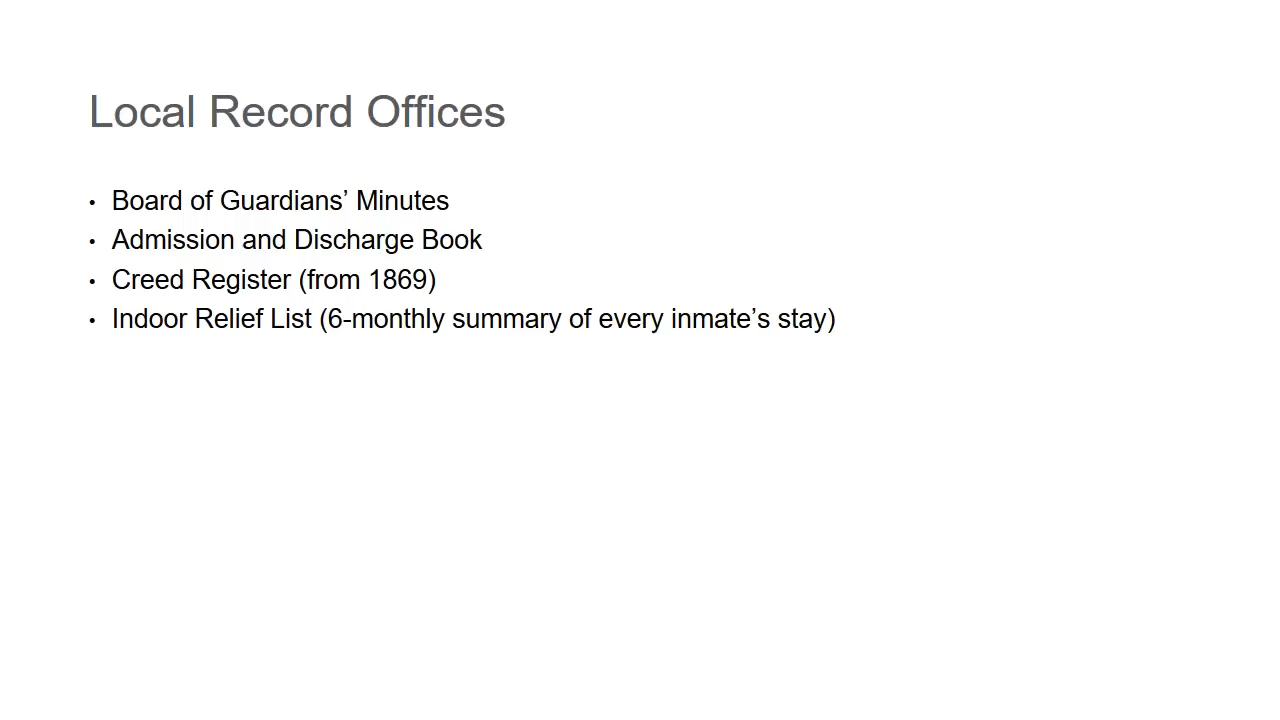 Local Record Offices
• Board of Guardians’ Minutes
• Admission and Discharge Book
• Creed Register (from 1869)
• Indoor Relief List (6-monthly summary of every inmate’s stay)